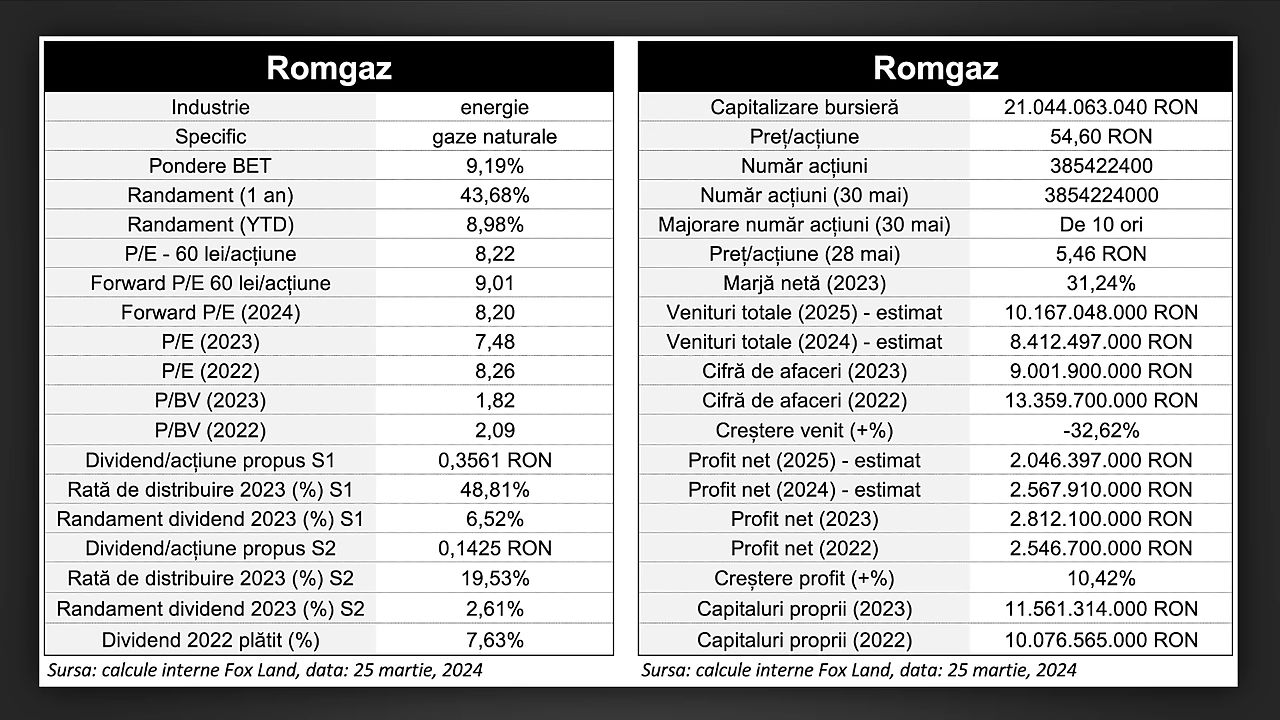 Romgaz
Industrie energie
Specific gaze naturale
Pondere BET 9,19%
Randament (1 an) 43,68%
Randament (YTD) 8,98%
P/E - 60 lei/acțiune 8,22
Forward P/E 60 lei/acțiune 9,01
Forward P/E (2024) 8,20
P/E (2023) 7,48
P/E (2022) 8,26
P/BV (2023) 1,82
P/BV (2022) 2,09
Dividend/acțiune propus S1 0,3561 RON
Rată de distribuire 2023 (%) S1 48,81%
Randament dividend 2023 (%) S1 6,52%
Dividend/acțiune propus S2 0,1425 RON
Rată de distribuire 2023 (%) S2 19,53%
Randament dividend 2023 (%) S2 2,61%
Dividend 2022 plătit (%) 7,63%
Sursa: calcule interne Fox Land, data: 25 martie, 2024
Romgaz
Capitalizare bursieră 21.044.063.040 RON
Preț/acțiune 54,60 RON
Număr acțiuni 385422400
Număr acțiuni (30 mai) 3854224000
Majorare număr acțiuni (30 mai) De 10 ori
Preț/acțiune (28 mai) 5,46 RON
Marjă netă (2023) 31,24%
Venituri totale (2025) - estimat 10.167.048.000 RON
Venituri totale (2024) - estimat 8.412.497.000 RON
Cifră de afaceri (2023) 9.001.900.000 RON
Cifră de afaceri (2022) 13.359.700.000 RON
Creștere venit (+%) -32,62%
Profit net (2025) - estimat 2.046.397.000 RON
Profit net (2024) - estimat 2.567.910.000 RON
Profit net (2023) 2.812.100.000 RON
Profit net (2022) 2.546.700.000 RON
Creștere profit (+%) 10,42%
Capitaluri proprii (2023) 11.561.314.000 RON
Capitaluri proprii (2022) 10.076.565.000 RON
Sursa: calcule interne Fox Land, data: 25 martie, 2024